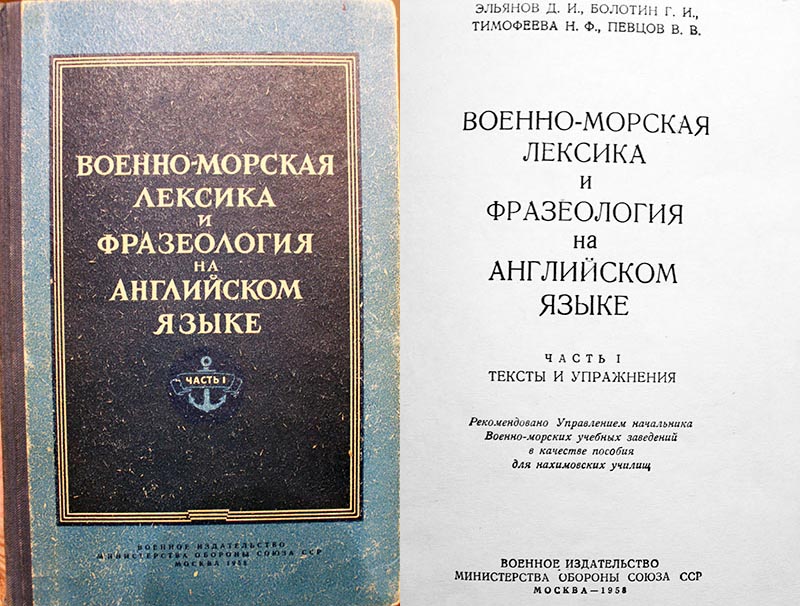 ВОЕННО-МОРСКАЯ
ЛЕКСИКА
И
ФРАЗЕОЛОГИЯ
НА
АНГЛИЙСКОМ
ЯЗЫКЕ
ЧАСТЬ I
ВОЕННОЕ ИЗДАТЕЛЬСТВО
МИНИСТЕРСТВА ОБОРОНЫ СОЮЗА ССР
МОСКВА 1958
ЭЛЬЯНОВ Д. И., БОЛОТИН Г. И.,
ТИМОФЕЕВА Н. Ф., ПЕВЦОВ В. В.
ВОЕННО-МОРСКАЯ
ЛЕКСИКА
и
ФРАЗЕОЛОГИЯ
на
АНГЛИЙСКОМ
ЯЗЫКЕ
ЧАСТЬ I
ТЕКСТЫ И УПРАЖНЕНИЯ
Рекомендовано Управлением начальника
Военно-морских учебных заведений
в качестве пособия
для нахимовских училищ
ВОЕННОЕ ИЗДАТЕЛЬСТВО
МИНИСТЕРСТВА ОБОРОНЫ СОЮЗА ССР
МОСКВА—1958